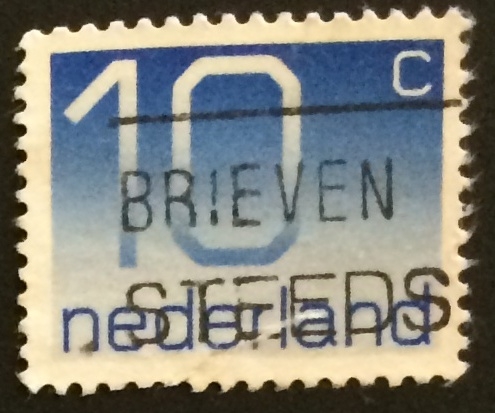 10 C
BRIEVEN
STEEDS
nederland